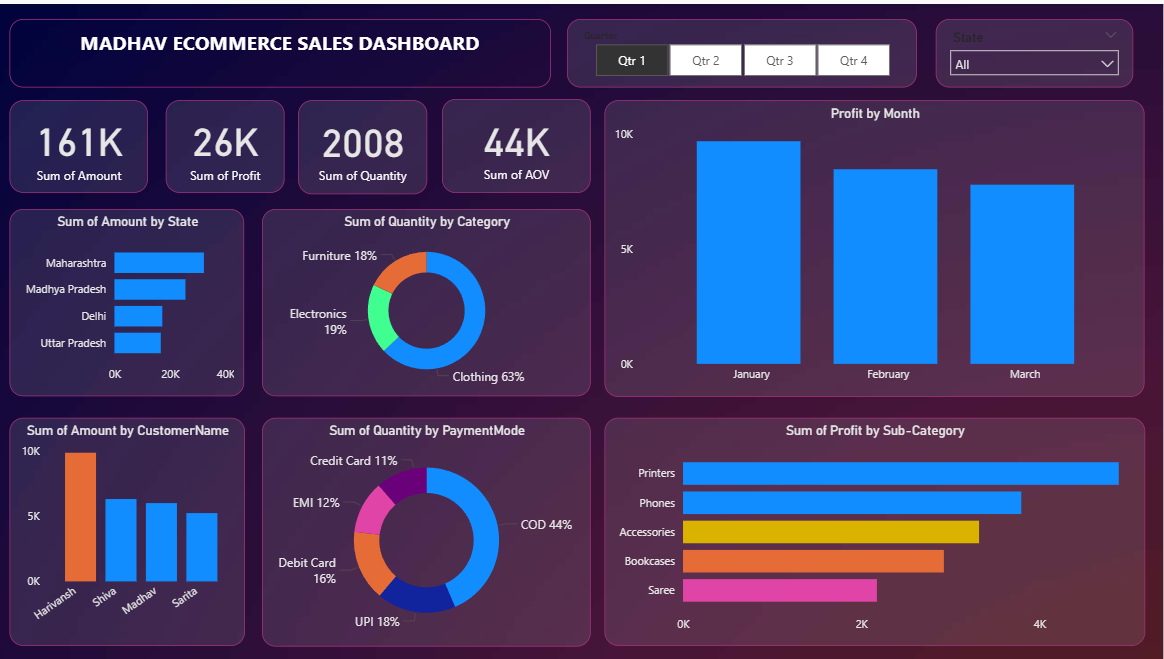 MADHAV ECOMMERCE SALES DASHBOARD
Quarter
Qtr 1
Qtr 2
Qtr 3
Qtr 4
State
All
161K
Sum of Amount
26K
Sum of Profit
2008
Sum of Quantity
44K
Sum of AOV
Profit by Month
10K
5K
0K
January
February
March
Sum of Amount by State
Maharashtra
Madhya Pradesh
Delhi
Uttar Pradesh
0K
20K
40K
Sum of Quantity by Category
Furniture 18%
Electronics
19%
Clothing 63%
Sum of Amount by CustomerName
10K
5K
0K
Harivansh
Shiva
Madhav
Sarita
Sum of Quantity by PaymentMode
Credit Card 11%
EMI 12%
COD 44%
Debit Card
16%
UPI 18%
Sum of Profit by Sub-Category
Printers
Phones
Accessories
Bookcases
Saree
0K
2K
4K